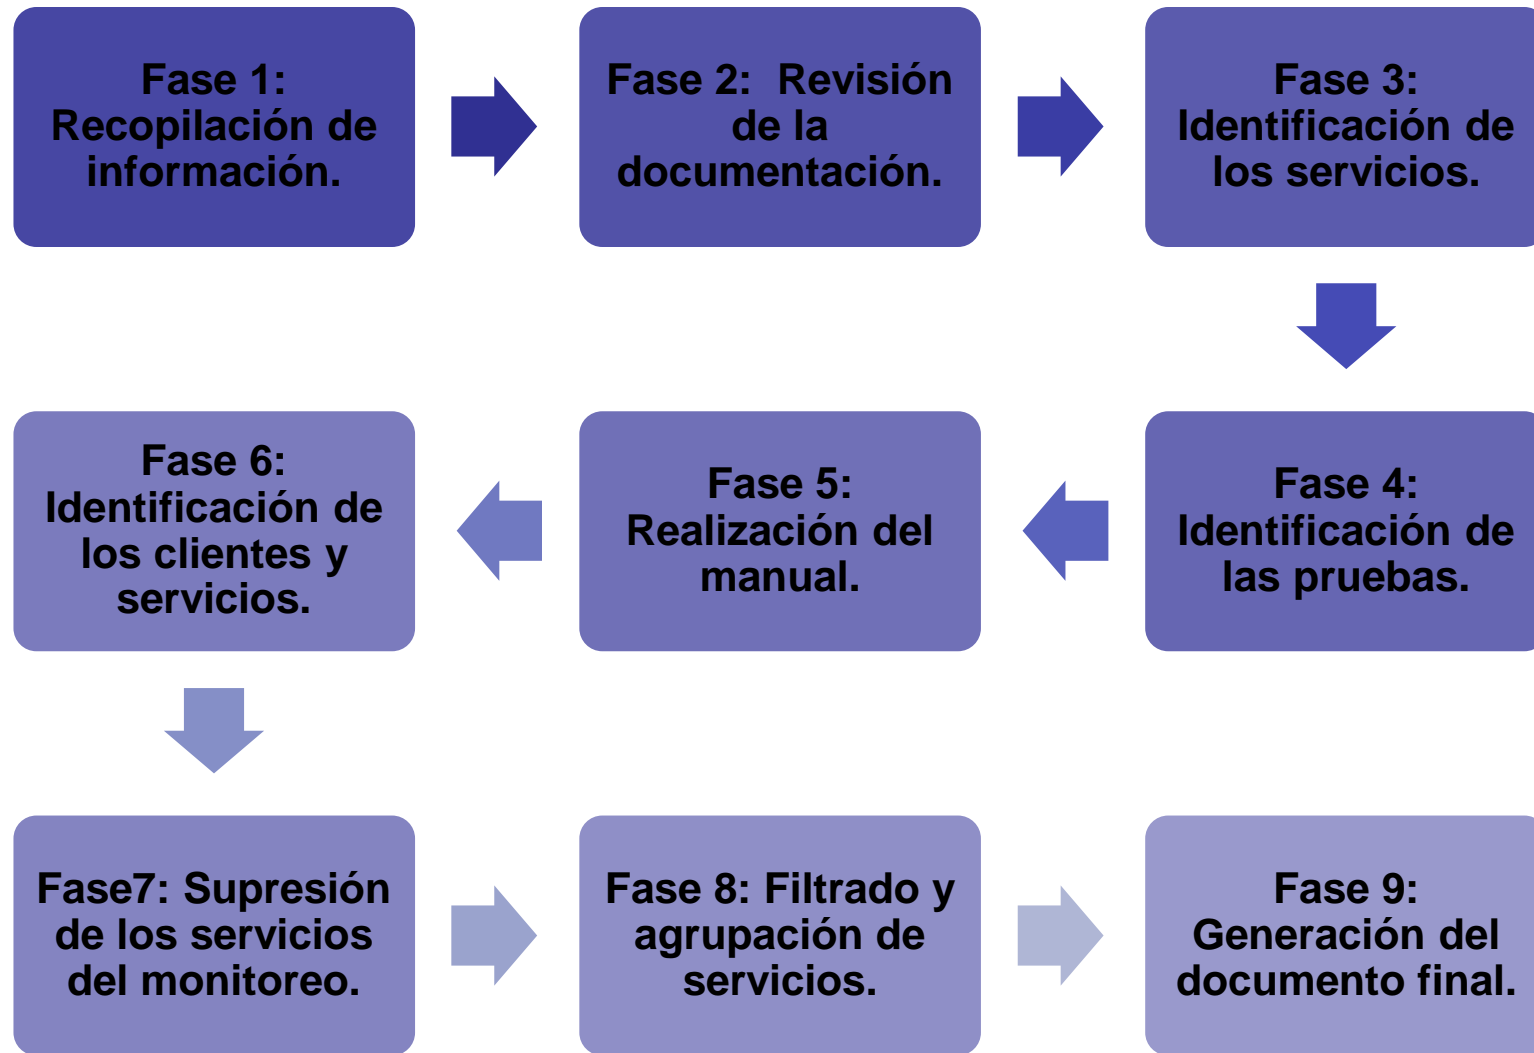 Fase 1:
Recopilación de
información.
Fase 2:  Revisión
de la
documentación.
Fase 3:
Identificación de
los servicios.
Fase 4:
Identificación de
las pruebas.
Fase 5:
Realización del
manual.
Fase 6:
Identificación de
los clientes y
servicios.
Fase7: Supresión
de los servicios
del monitoreo.
Fase 8: Filtrado y
agrupación de
servicios.
Fase 9:
Generación del
documento final.